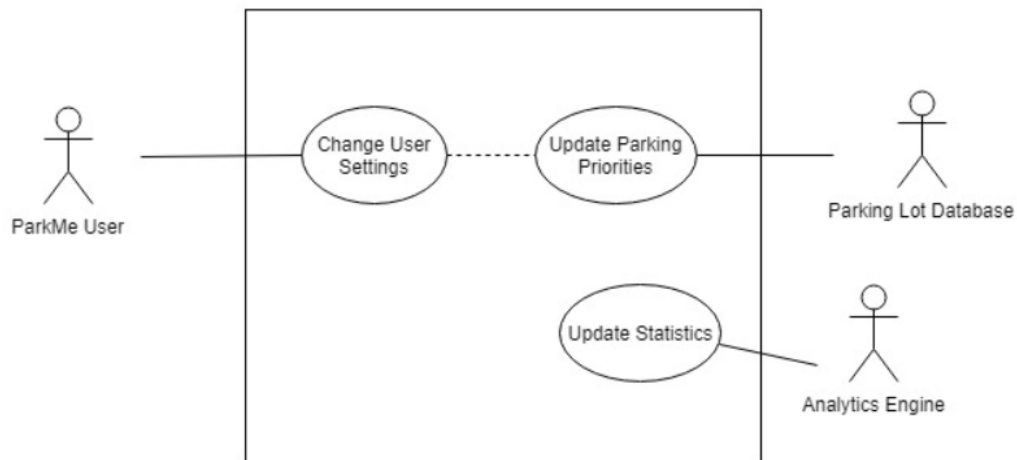 Change User
Settings
Update Parking
Priorities
ParkMe User
Parking Lot Database
Update Statistics
Analytics Engine